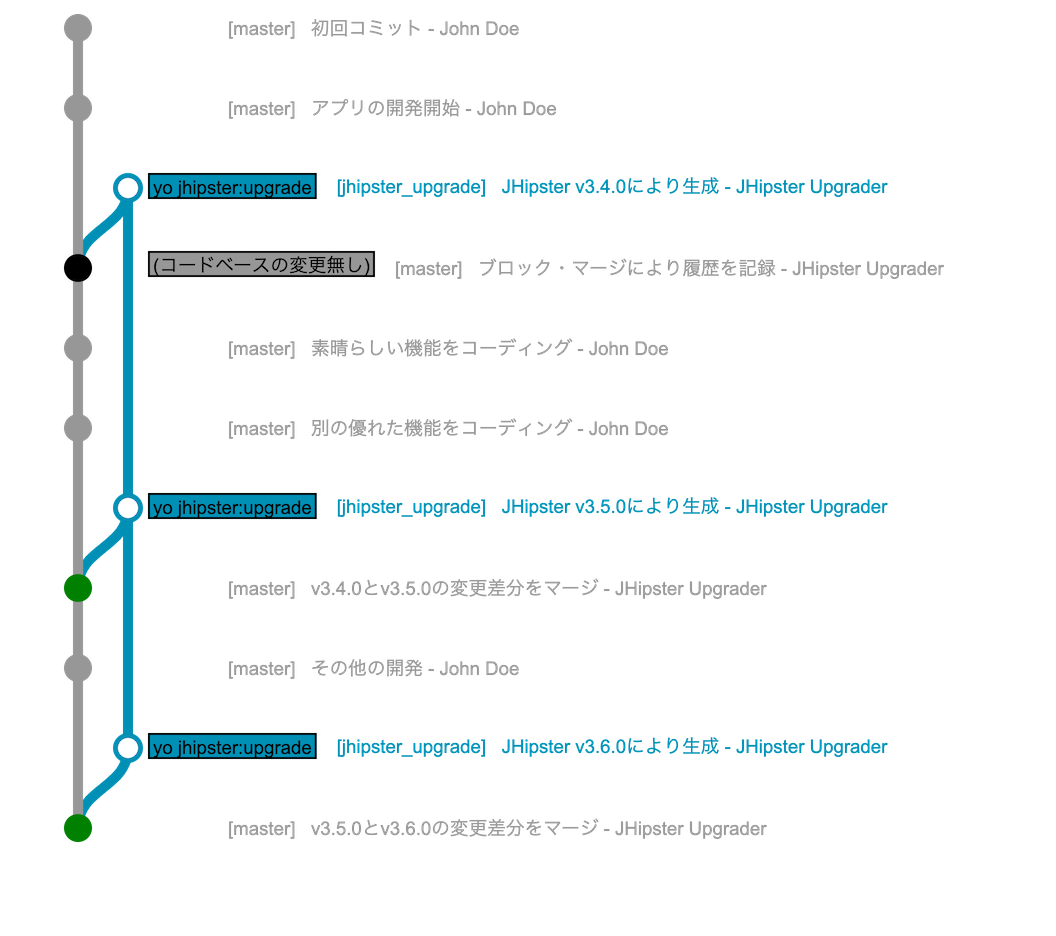 [master] 初回コミット - John Doe
[master] アプリの開発開始 - John Doe
yo jhipster:upgrade [jhipster_upgrade] JHipster v3.4.0により生成 - JHipster Upgrader
(コードベースの変更無し) [master] ブロック・マージにより履歴を記録 - JHipster Upgrader
[master] 素晴らしい機能をコーディング - John Doe
[master] 別の優れた機能をコーディング - John Doe
yo jhipster:upgrade [jhipster_upgrade] JHipster v3.5.0により生成 - JHipster Upgrader
[master] v3.4.0とv3.5.0の変更差分をマージ - JHipster Upgrader
[master] その他の開発 - John Doe
yo jhipster:upgrade [jhipster_upgrade] JHipster v3.6.0により生成 - JHipster Upgrader
[master] v3.5.0とv3.6.0の変更差分をマージ - JHipster Upgrader